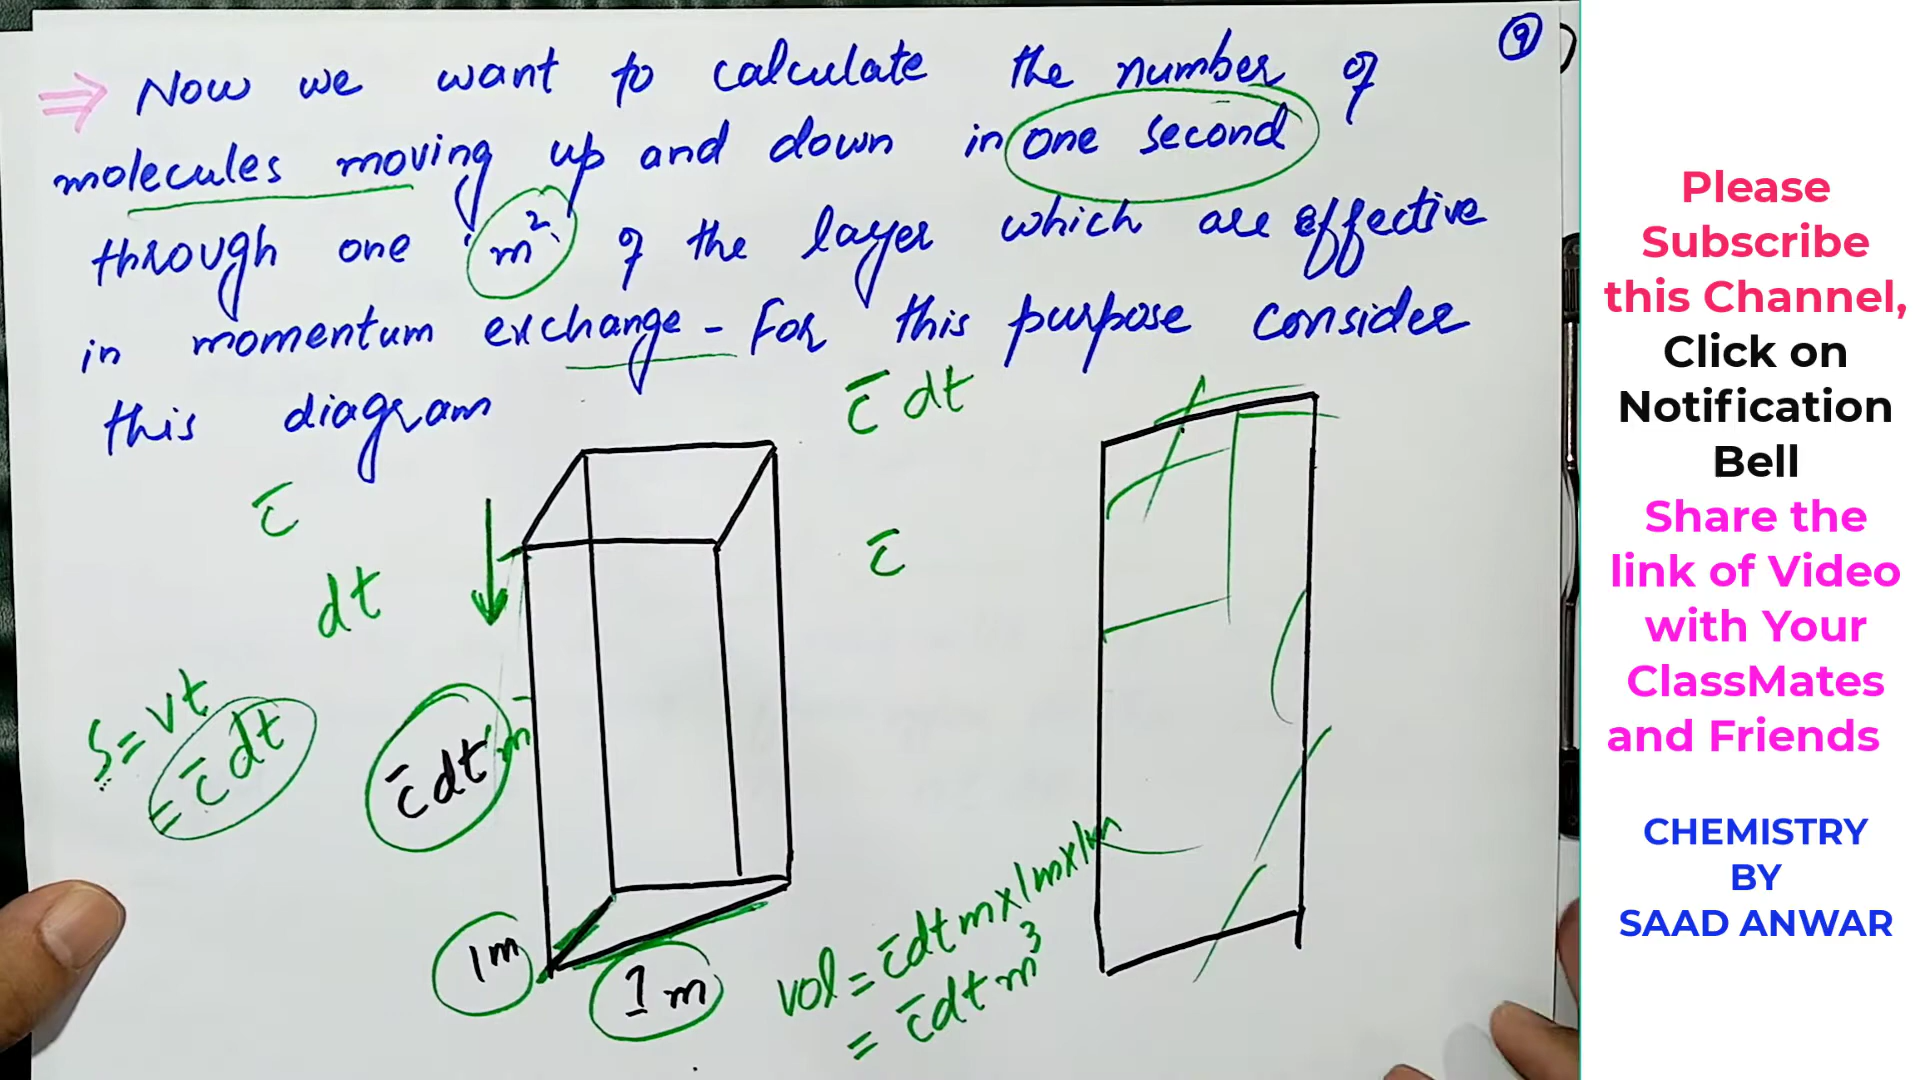 ⑨
⇒ Now we want to calculate the number of
molecules moving up and down in one second
through one m² of the layer which are effective
in momentum exchange - For this purpose consider
this diagram
c̄ dt
c̄
c̄
dt
S = vt
= c̄ dt
c̄ dt m
1m
1 m
vol = c̄ dt m x 1m x 1m
= c̄ dt m³
Please
Subscribe
this Channel,
Click on
Notification
Bell
Share the
link of Video
with Your
ClassMates
and Friends
CHEMISTRY
BY
SAAD ANWAR